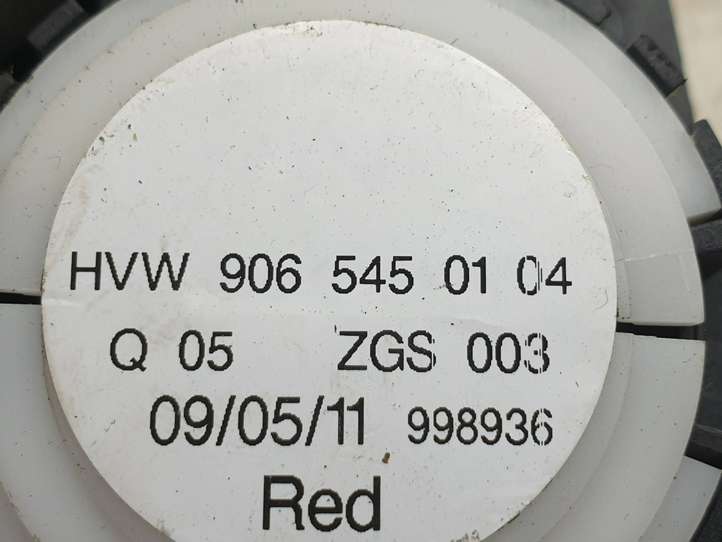 HVW 906 545 01 04
Q 05 ZGS 003
09/05/11 998936
Red